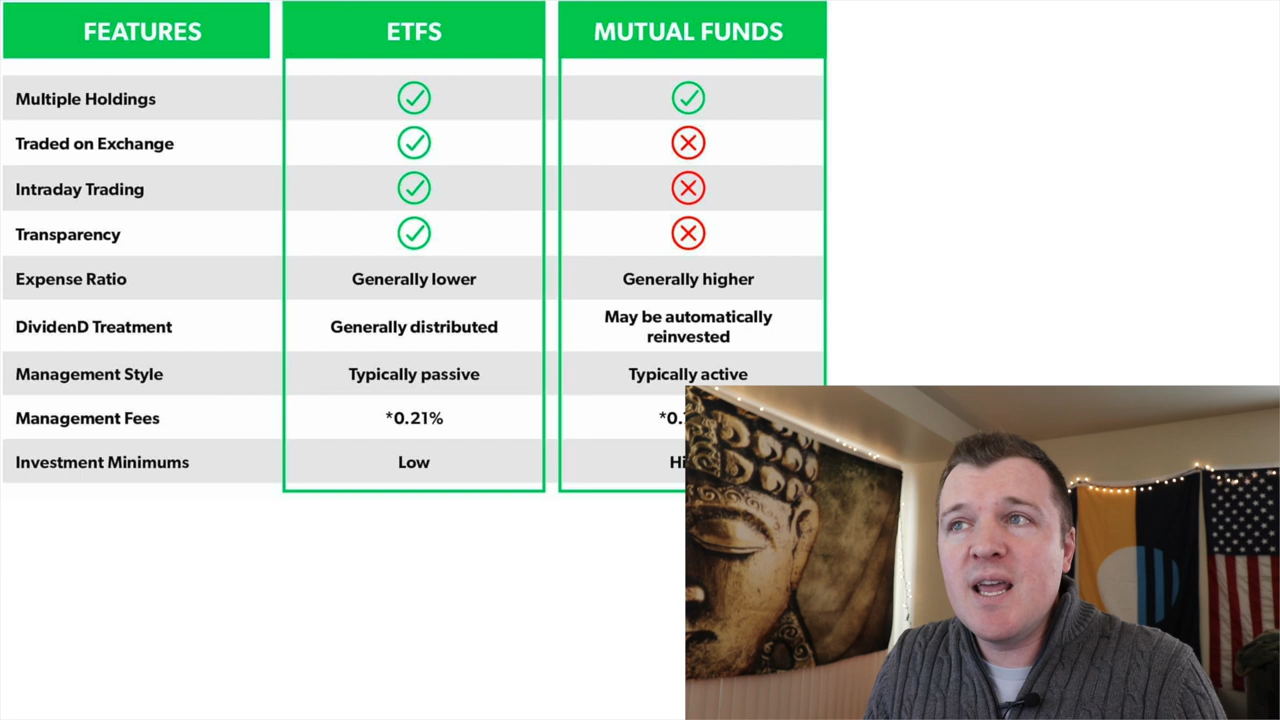 FEATURES ETFS MUTUAL FUNDS
Multiple Holdings
Traded on Exchange
Intraday Trading
Transparency
Expense Ratio Generally lower Generally higher
DividenD Treatment Generally distributed May be automatically
reinvested
Management Style Typically passive Typically active
Management Fees *0.21% *0.
Investment Minimums Low